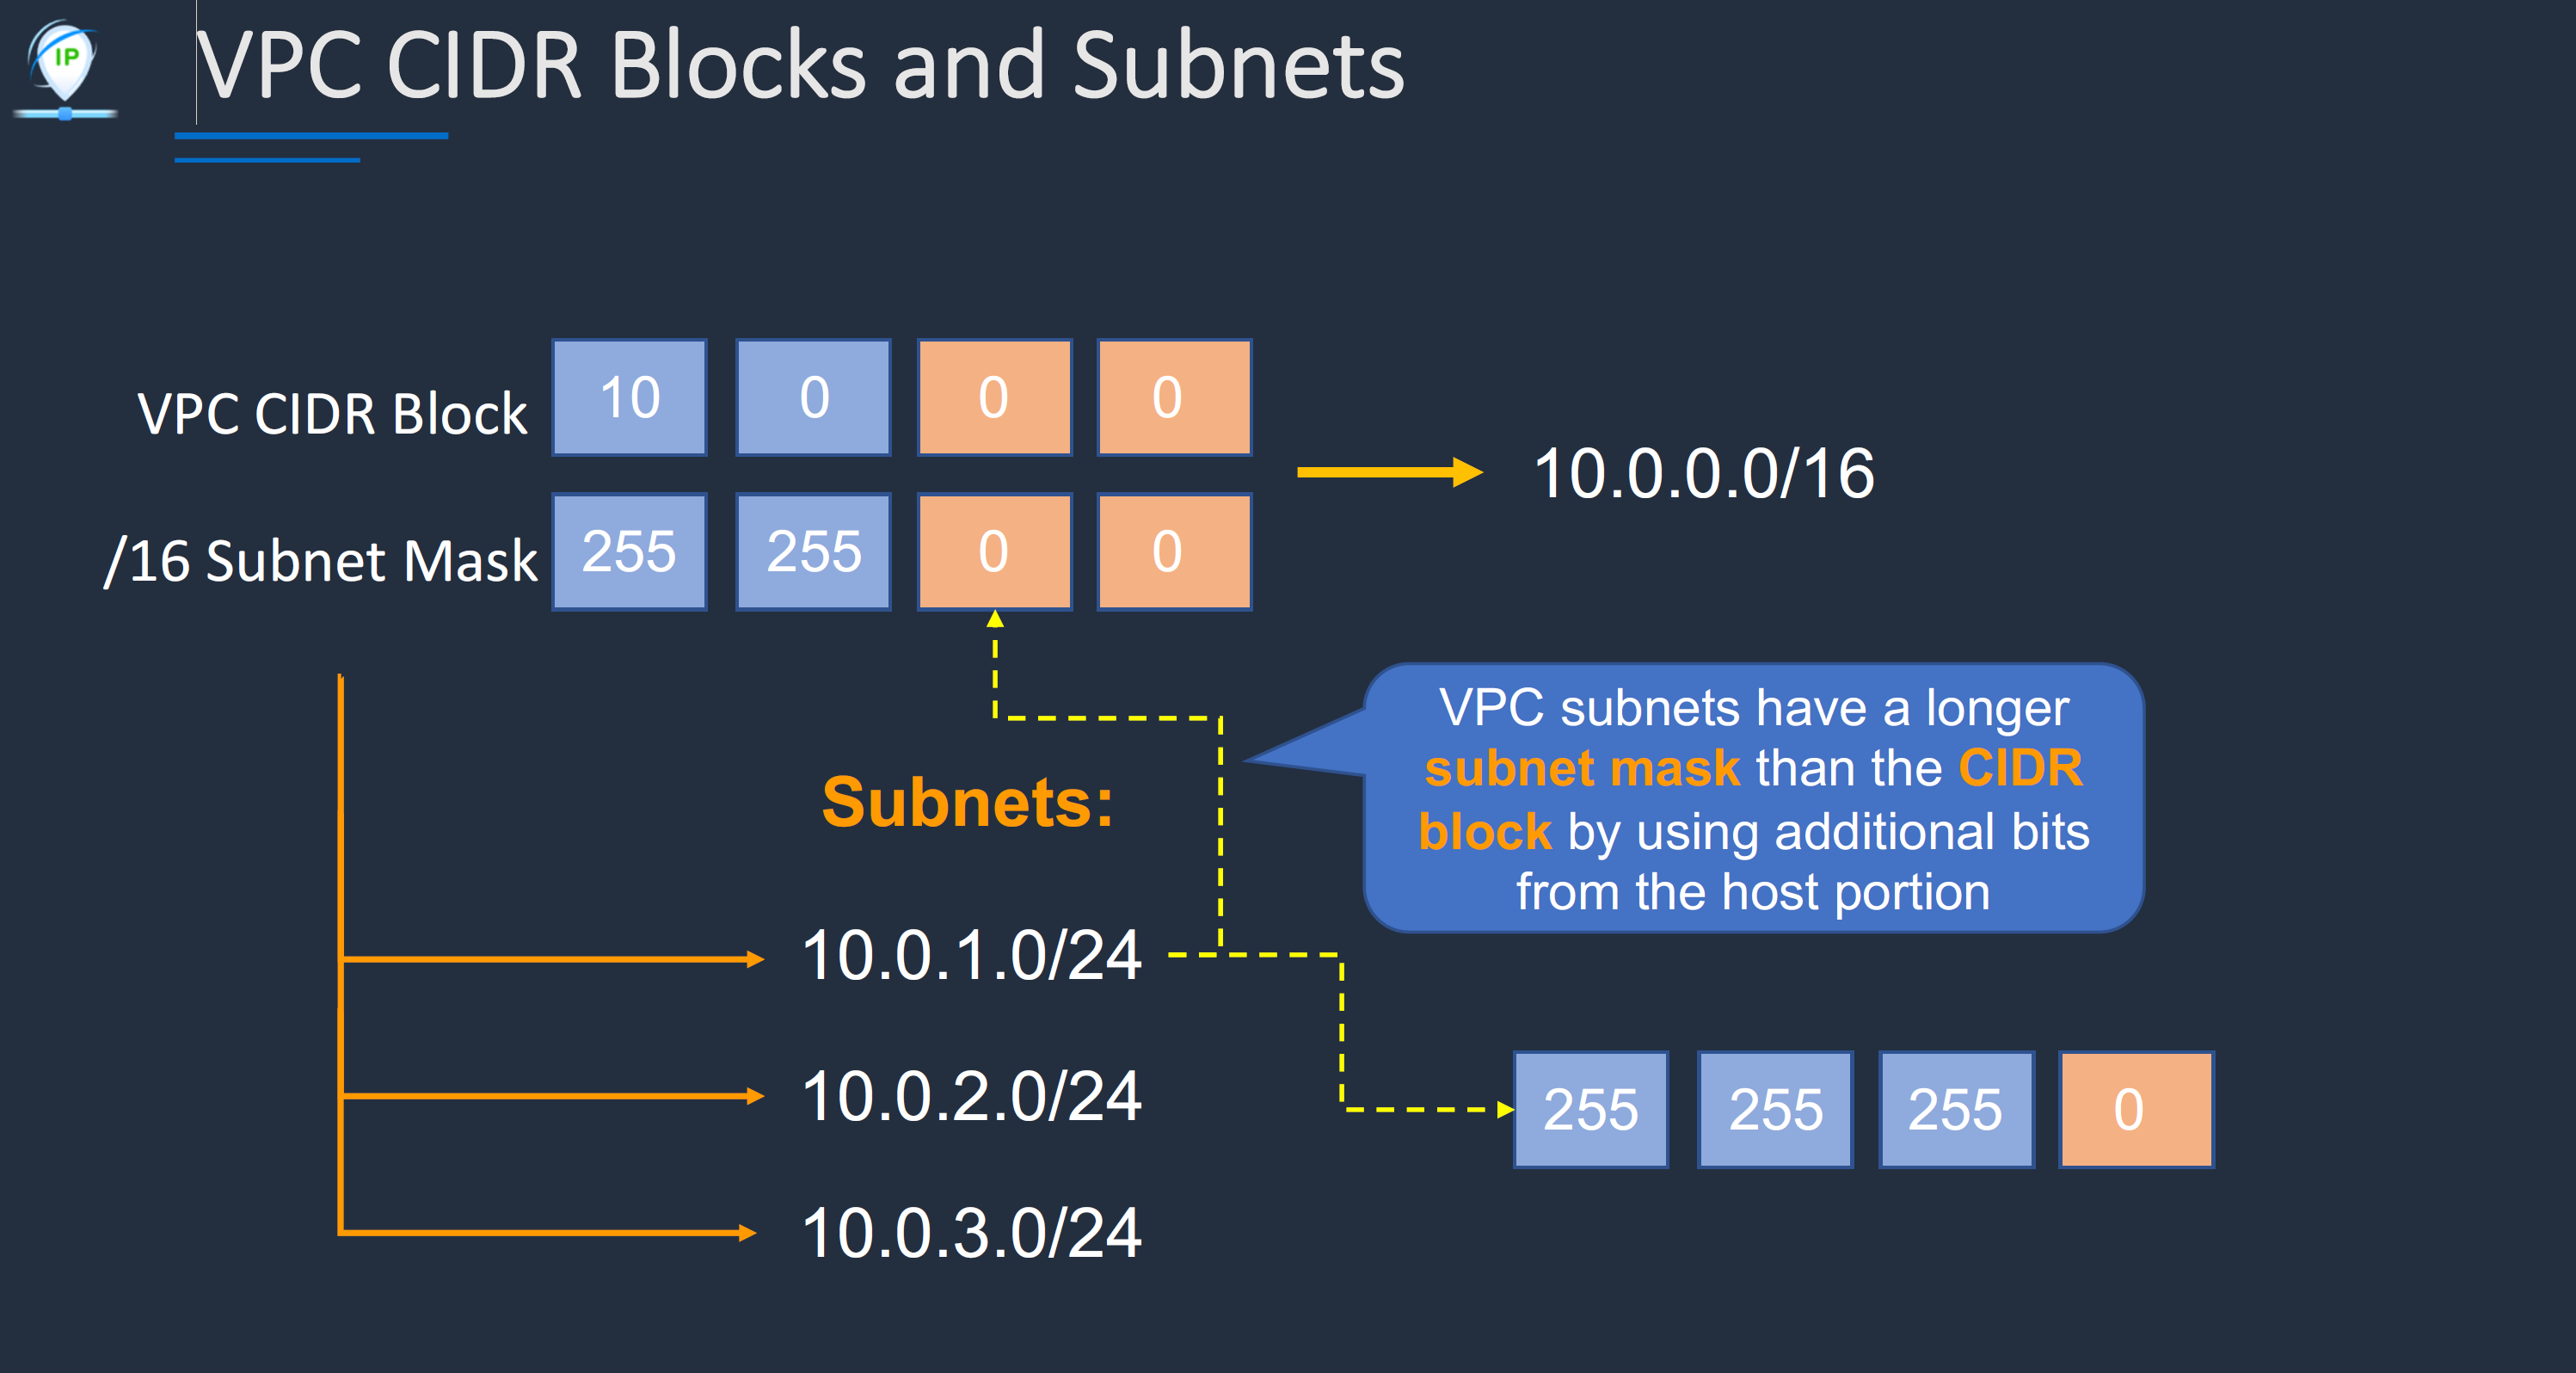 IP
VPC CIDR Blocks and Subnets
VPC CIDR Block
10 0 0 0
/16 Subnet Mask
255 255 0 0
10.0.0.0/16
VPC subnets have a longer
subnet mask than the CIDR
block by using additional bits
from the host portion
Subnets:
10.0.1.0/24
10.0.2.0/24
10.0.3.0/24
255 255 255 0